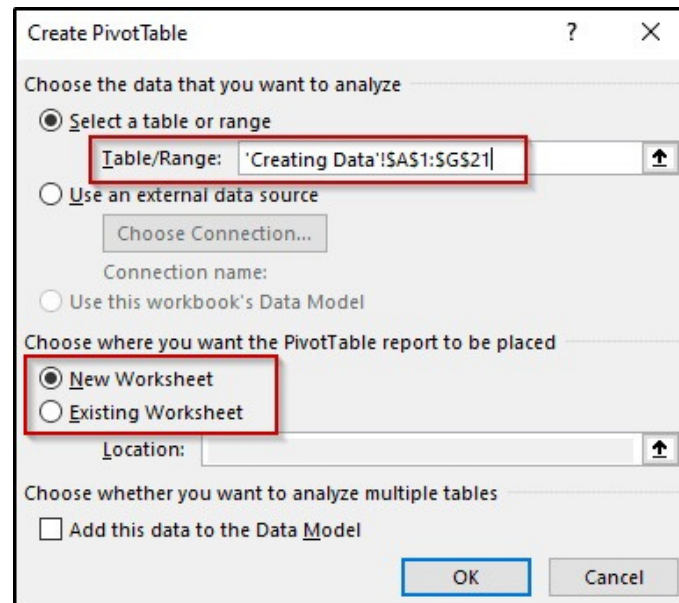 Create PivotTable ? ×
Choose the data that you want to analyze
Select a table or range
Table/Range: 'Creating Data'!$A$1:$G$21
Use an external data source
Choose Connection...
Connection name:
Use this workbook's Data Model
Choose where you want the PivotTable report to be placed
New Worksheet
Existing Worksheet
Location:
Choose whether you want to analyze multiple tables
Add this data to the Data Model
OK Cancel